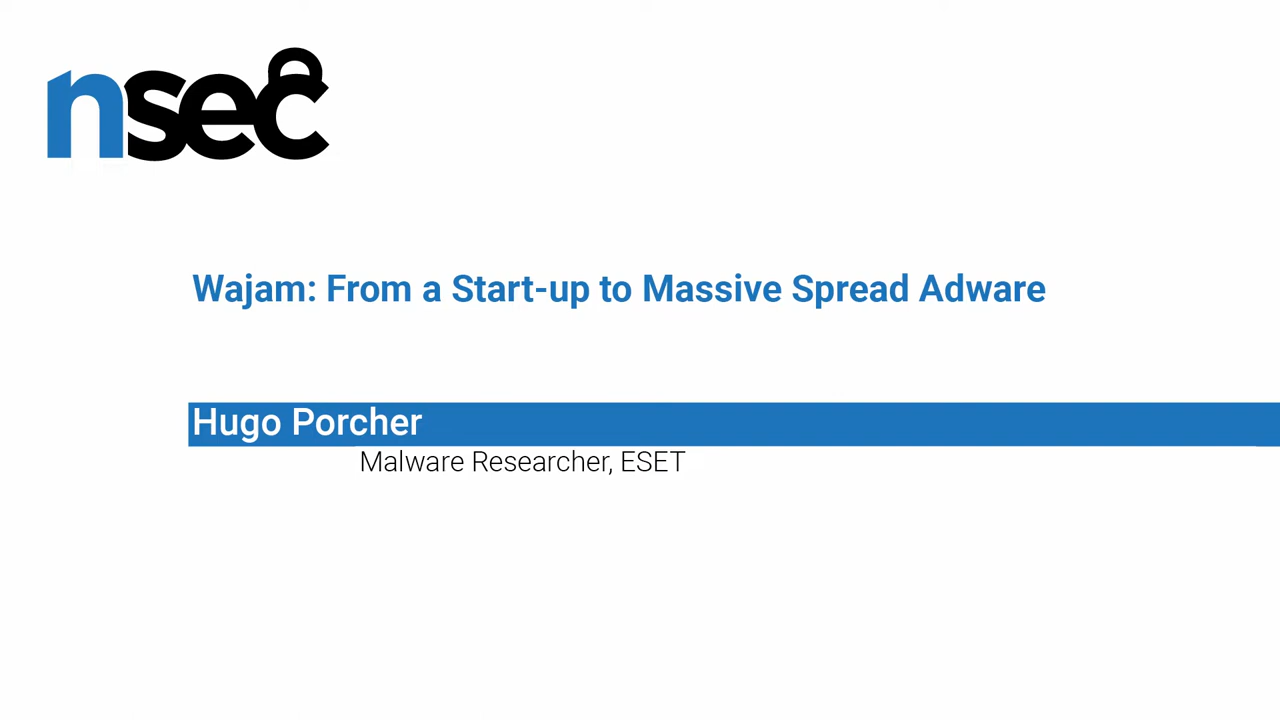 nsec
Wajam: From a Start-up to Massive Spread Adware
Hugo Porcher
Malware Researcher, ESET